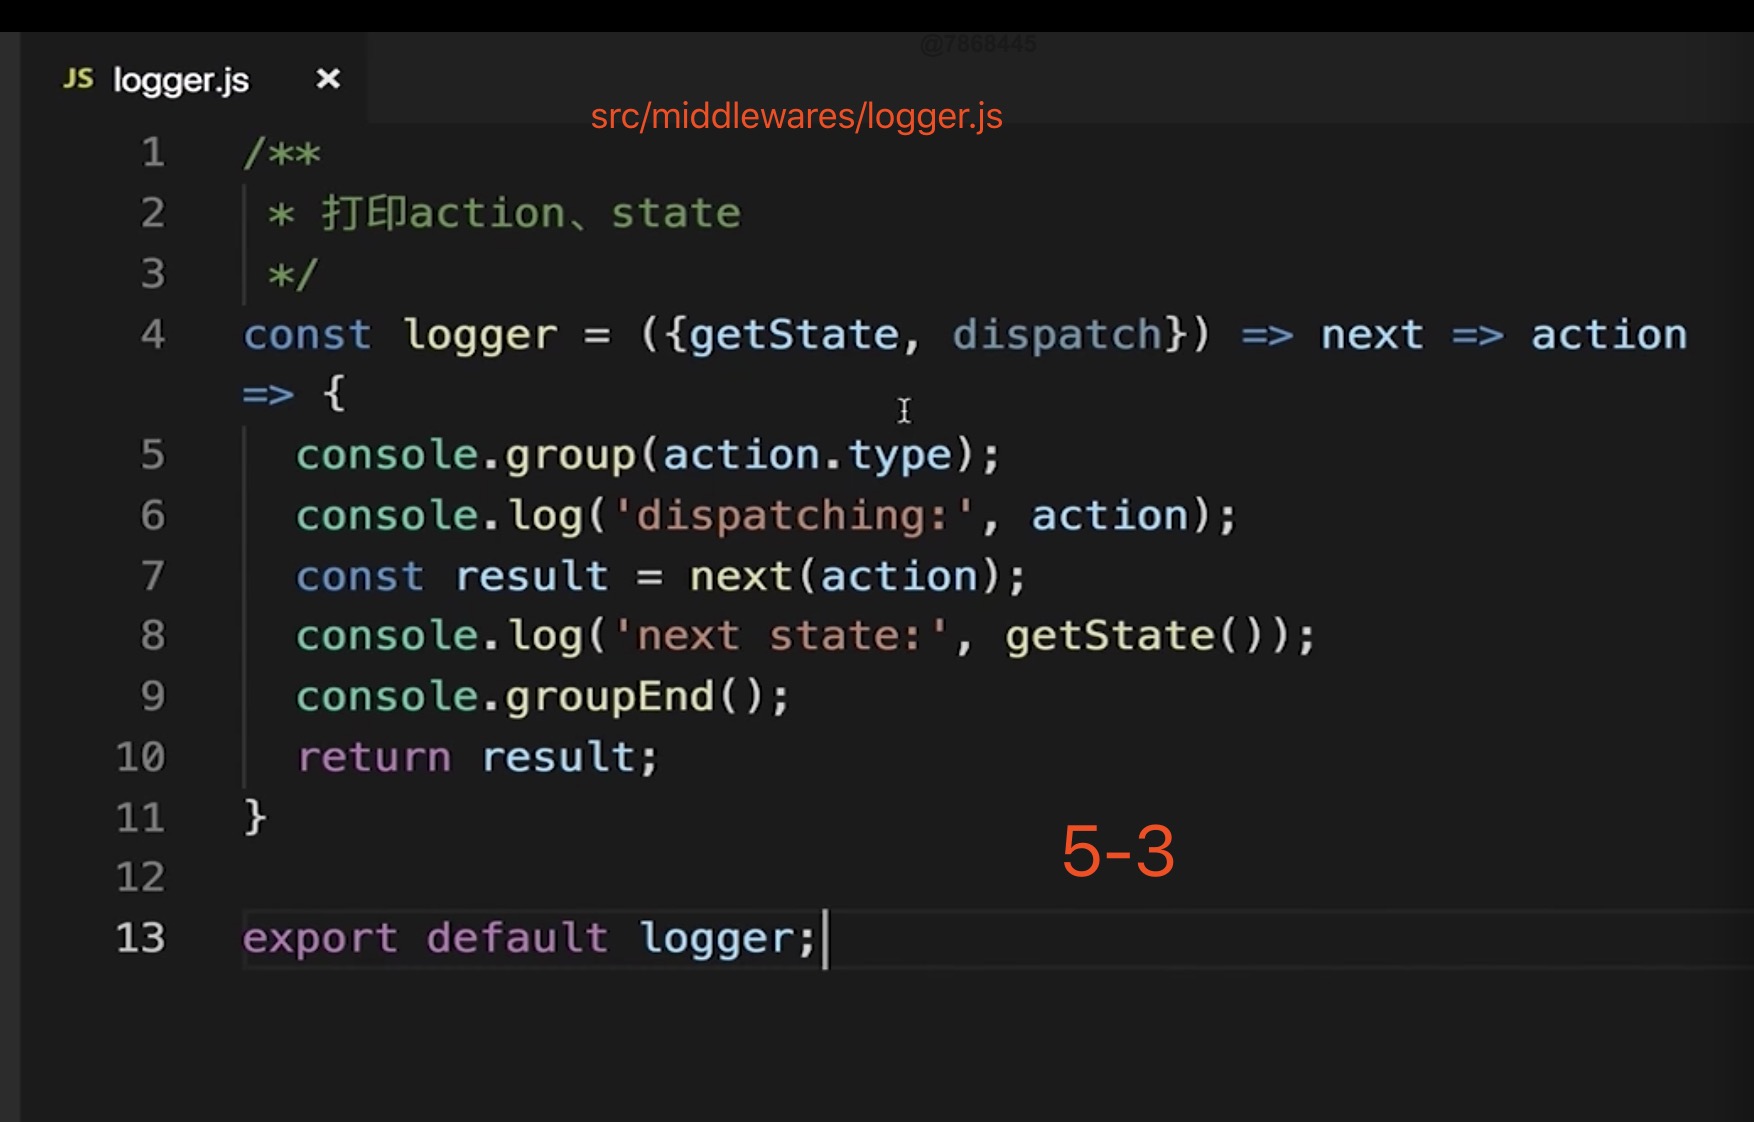 @7868445
JS logger.js ×
src/middlewares/logger.js
1 /**
2  * 打印action、state
3  */
4 const logger = ({getState, dispatch}) => next => action
=> {
5   console.group(action.type);
6   console.log('dispatching:', action);
7   const result = next(action);
8   console.log('next state:', getState());
9   console.groupEnd();
10   return result;
11 }
5-3
12
13 export default logger;